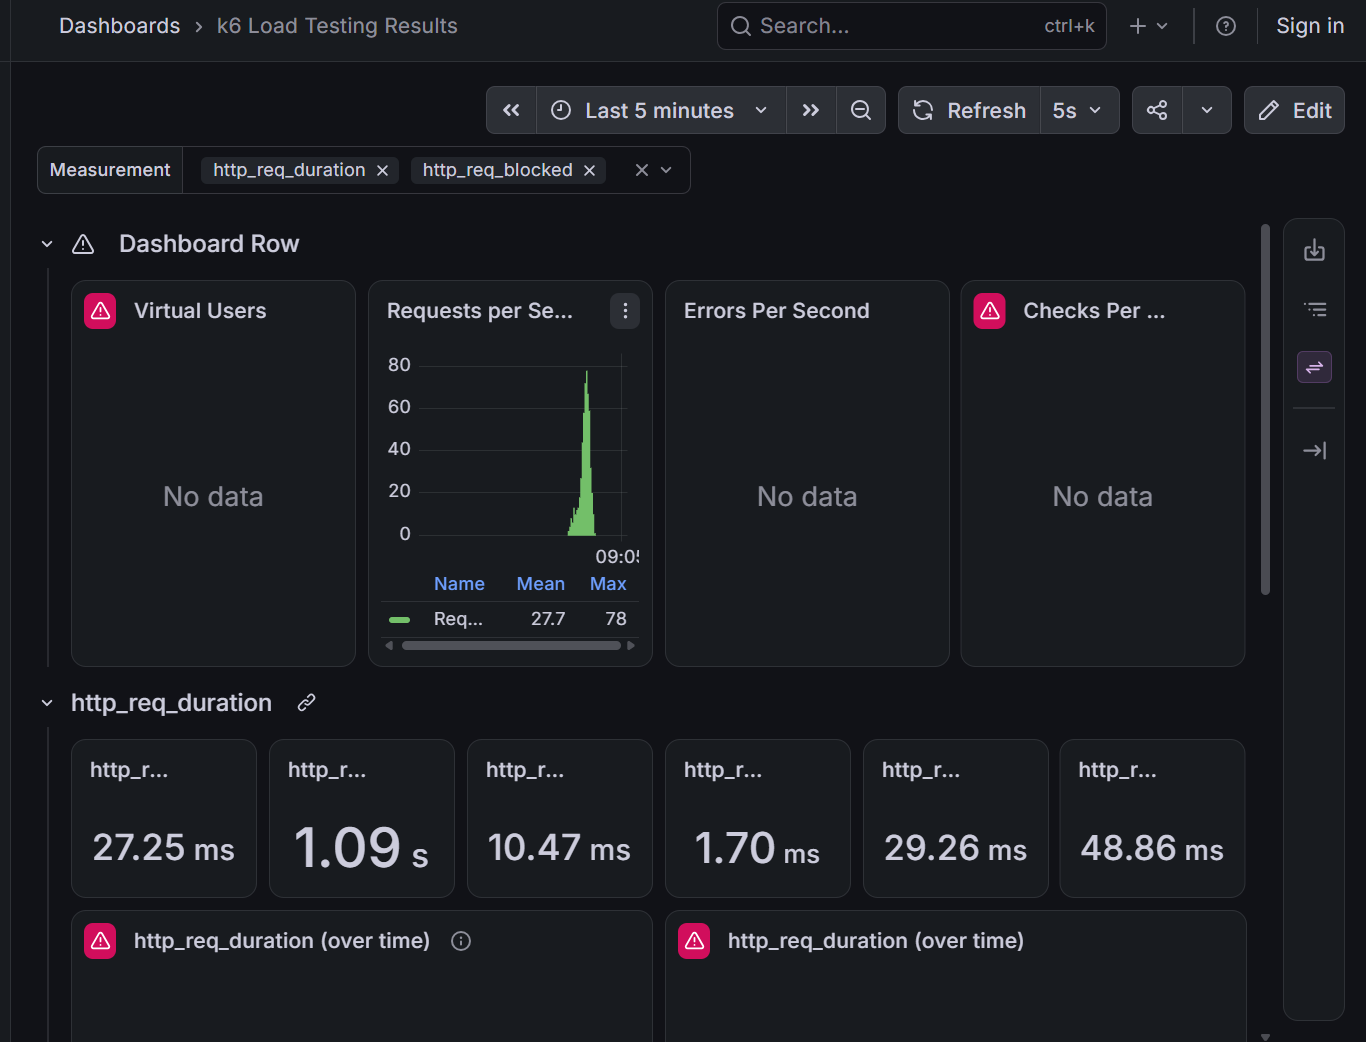 Dashboards › k6 Load Testing Results
Search... ctrl+k
Sign in
Last 5 minutes
Refresh 5s
Edit
Measurement http_req_duration http_req_blocked
Dashboard Row
Virtual Users
No data
Requests per Se...
80
60
40
20
0
09:05
Name Mean Max
Req... 27.7 78
Errors Per Second
No data
Checks Per ...
No data
http_req_duration
http_r...
27.25 ms
http_r...
1.09 s
http_r...
10.47 ms
http_r...
1.70 ms
http_r...
29.26 ms
http_r...
48.86 ms
http_req_duration (over time)
http_req_duration (over time)